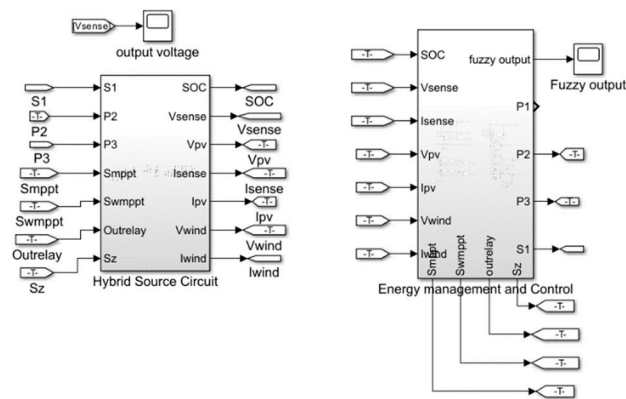 [Vsense]
output voltage
S1
P2
P3
Smppt
Swmppt
Outrelay
Sz
SOC
Vsense
Vpv
Isense
Ipv
Vwind
Iwind
S1
-T-
P2
P3
-T-
Smppt
-T-
Swmppt
-T-
Outrelay
-T-
Sz
SOC
Vsense
-T-
Vpv
-T-
Isense
-T-
Ipv
-T-
Vwind
Iwind
Hybrid Source Circuit
-T-
-T-
-T-
-T-
-T-
-T-
-T-
SOC
Vsense
Isense
Vpv
Ipv
Vwind
Iwind
fuzzy output
P1
P2
P3
S1
Smppt
Swmppt
outrelay
Sz
Fuzzy output
-T-
-T-
Energy management and Control
-T-
-T-
-T-
-T-